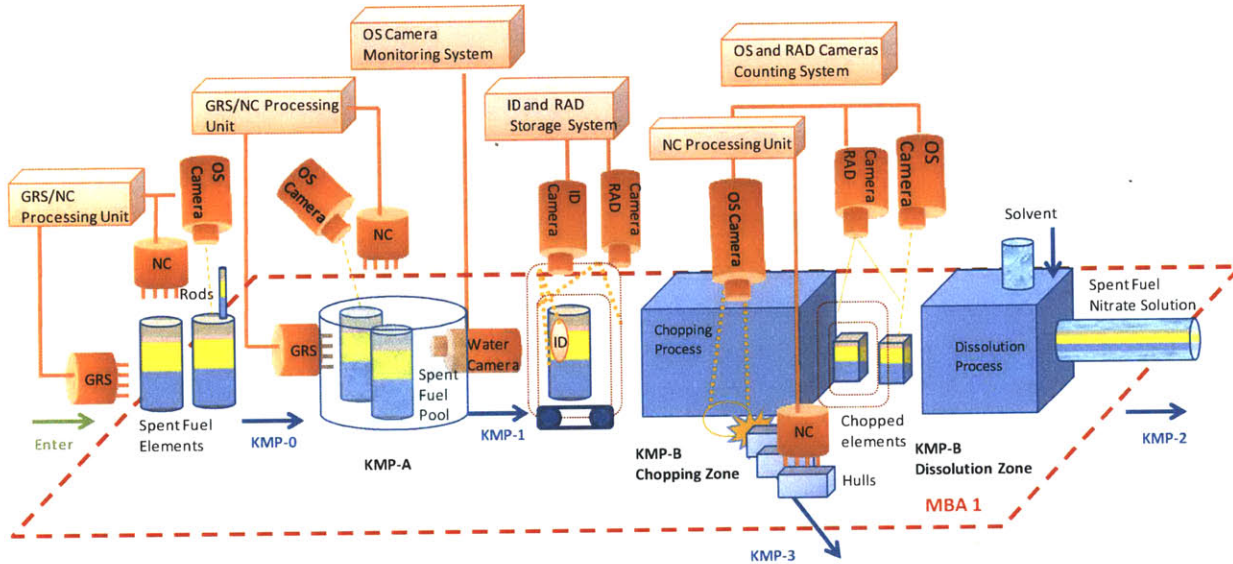 OS Camera
Monitoring System
OS and RAD Cameras
Counting System
GRS/NC Processing
Unit
ID and RAD
Storage System
NC Processing Unit
GRS/NC
Processing Unit
OS
Camera
OS Camera
NC
NC
ID
Camera
Camera
RAD
OS Camera
Camera
RAD
OS
Camera
Solvent
Rods
Spent Fuel
Nitrate Solution
GRS
GRS
Water
Camera
ID
Chopping
Process
Dissolution
Process
Spent
Fuel
Pool
Enter
Spent Fuel
Elements
KMP-0
KMP-A
KMP-1
KMP-B
Chopping Zone
NC
Hulls
Chopped
elements
KMP-B
Dissolution Zone
KMP-2
MBA 1
KMP-3